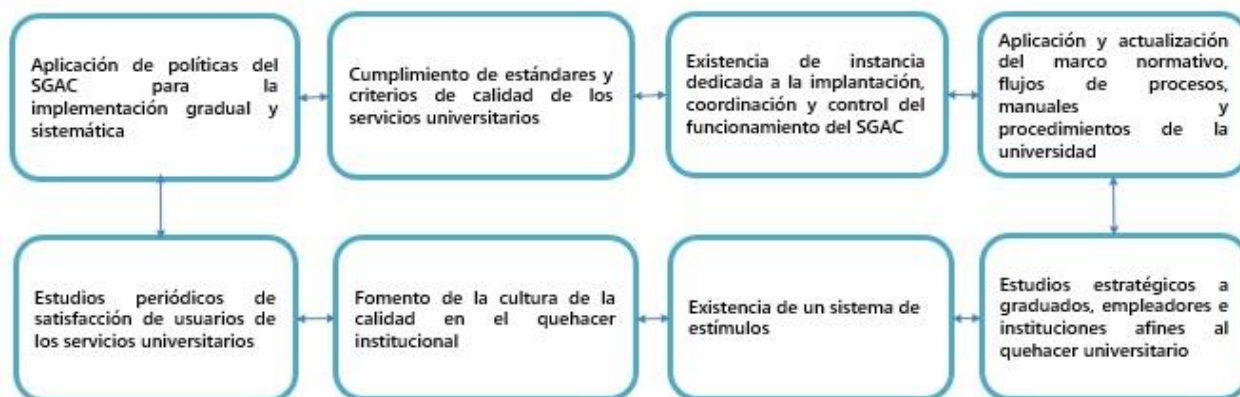 Aplicación de políticas del
SGAC para la
implementación gradual y
sistemática
Cumplimiento de estándares y
criterios de calidad de los
servicios universitarios
Existencia de instancia
dedicada a la implantación,
coordinación y control del
funcionamiento del SGAC
Aplicación y actualización
del marco normativo,
flujos de procesos,
manuales y
procedimientos de la
universidad
Estudios periódicos de
satisfacción de usuarios de
los servicios universitarios
Fomento de la cultura de la
calidad en el quehacer
institucional
Existencia de un sistema de
estímulos
Estudios estratégicos a
graduados, empleadores e
instituciones afines al
quehacer universitario